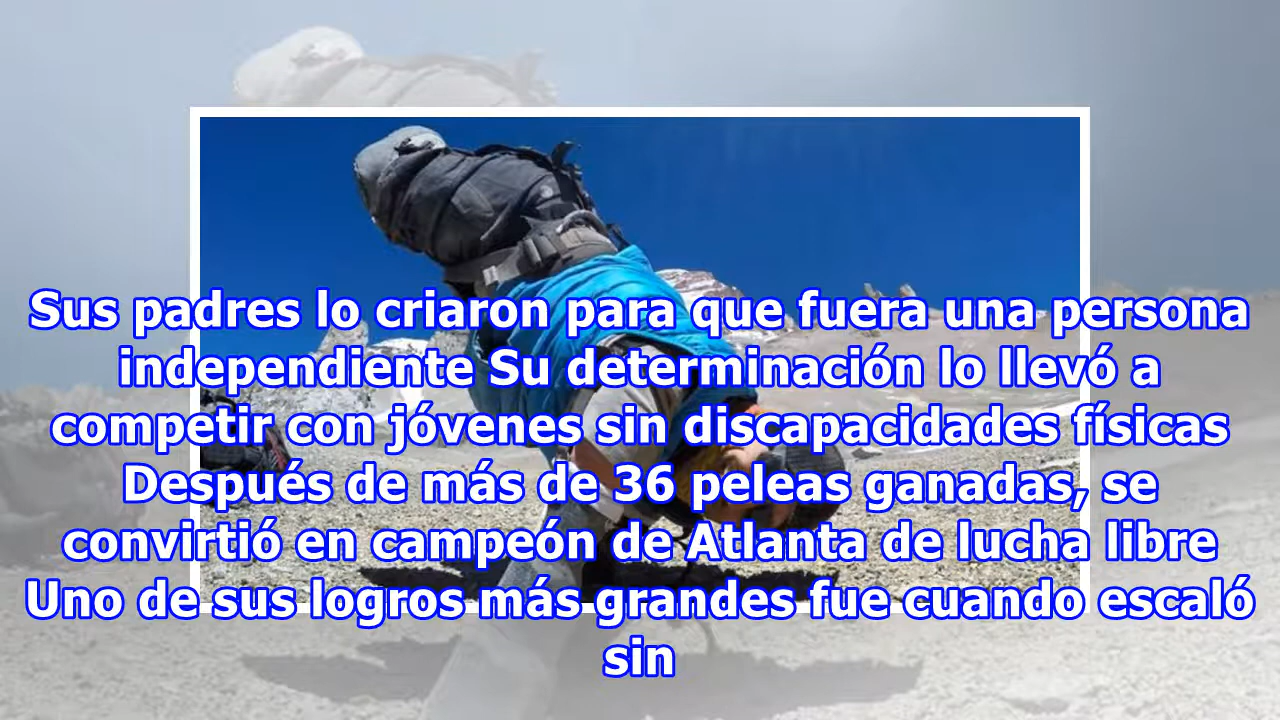 Sus padres lo criaron para que fuera una persona
independiente Su determinación lo llevó a
competir con jóvenes sin discapacidades físicas
Después de más de 36 peleas ganadas, se
convirtió en campeón de Atlanta de lucha libre
Uno de sus logros más grandes fue cuando escaló
sin